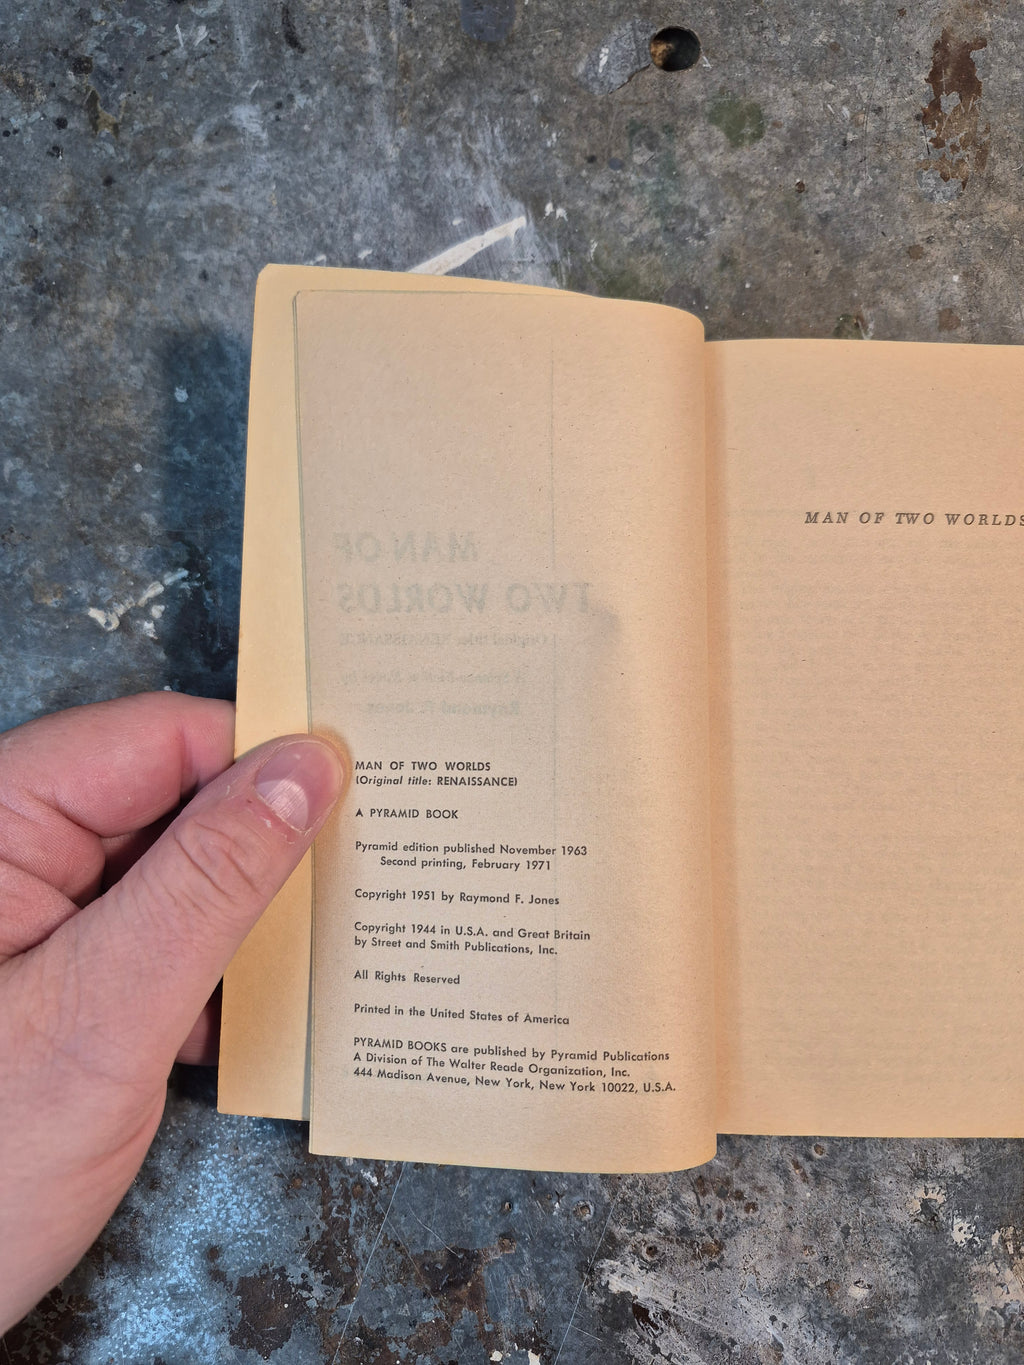 MAN OF TWO WORLDS
(Original title: RENAISSANCE)
A PYRAMID BOOK
Pyramid edition published November 1963
Second printing, February 1971
Copyright 1951 by Raymond F. Jones
Copyright 1944 in U.S.A. and Great Britain
by Street and Smith Publications, Inc.
All Rights Reserved
Printed in the United States of America
PYRAMID BOOKS are published by Pyramid Publications
A Division of The Walter Reade Organization, Inc.
444 Madison Avenue, New York, New York 10022, U.S.A.
MAN OF TWO WORLDS